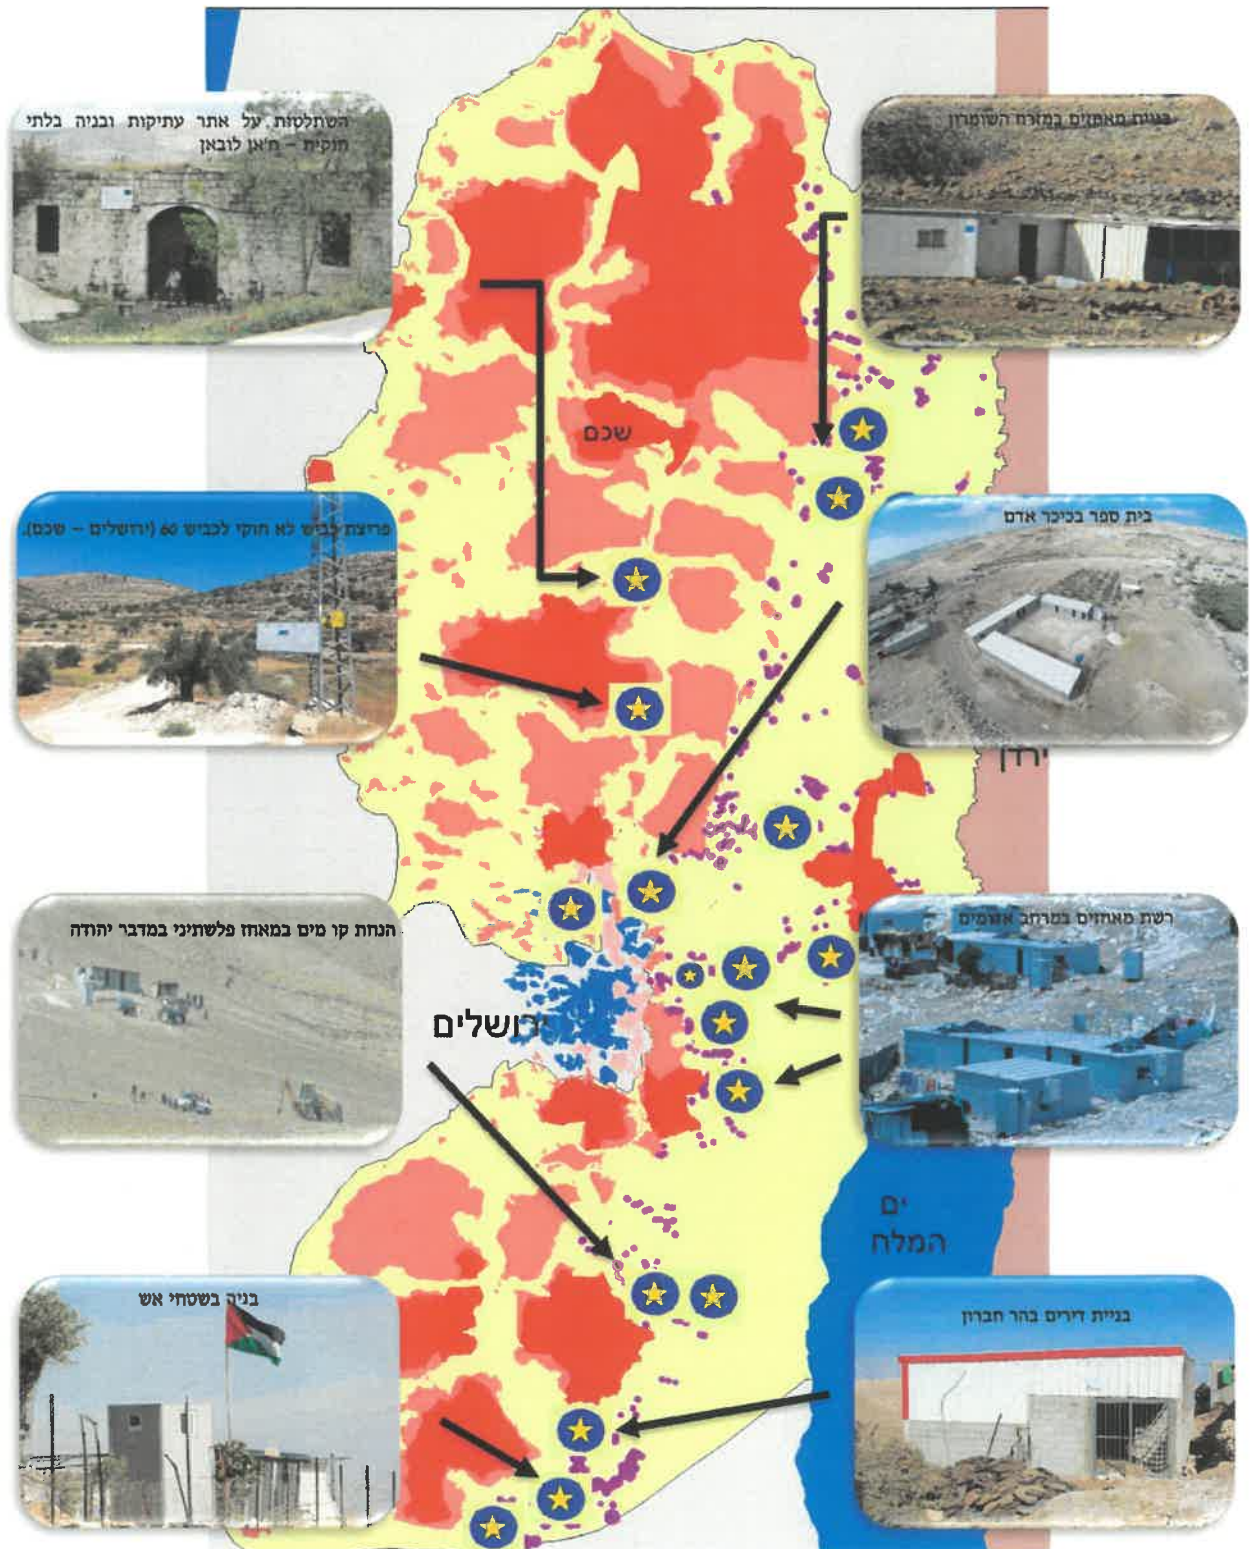 השתלטות על אתר עתיקות ובניה בלתי
חוקית – ח'אן לובאן
בניית מאחזים במזרח השומרון
שכם
פריצת כביש לא חוקי לכביש 60 (ירושלים – שכם).
בית ספר בכיכר אדם
ירדן
הנחת קו מים במאחז פלשתיני במדבר יהודה
רשת מאחזים במרחב אדומים
ירושלים
ים
המלח
בניה בשטחי אש
בניית דירים בהר חברון